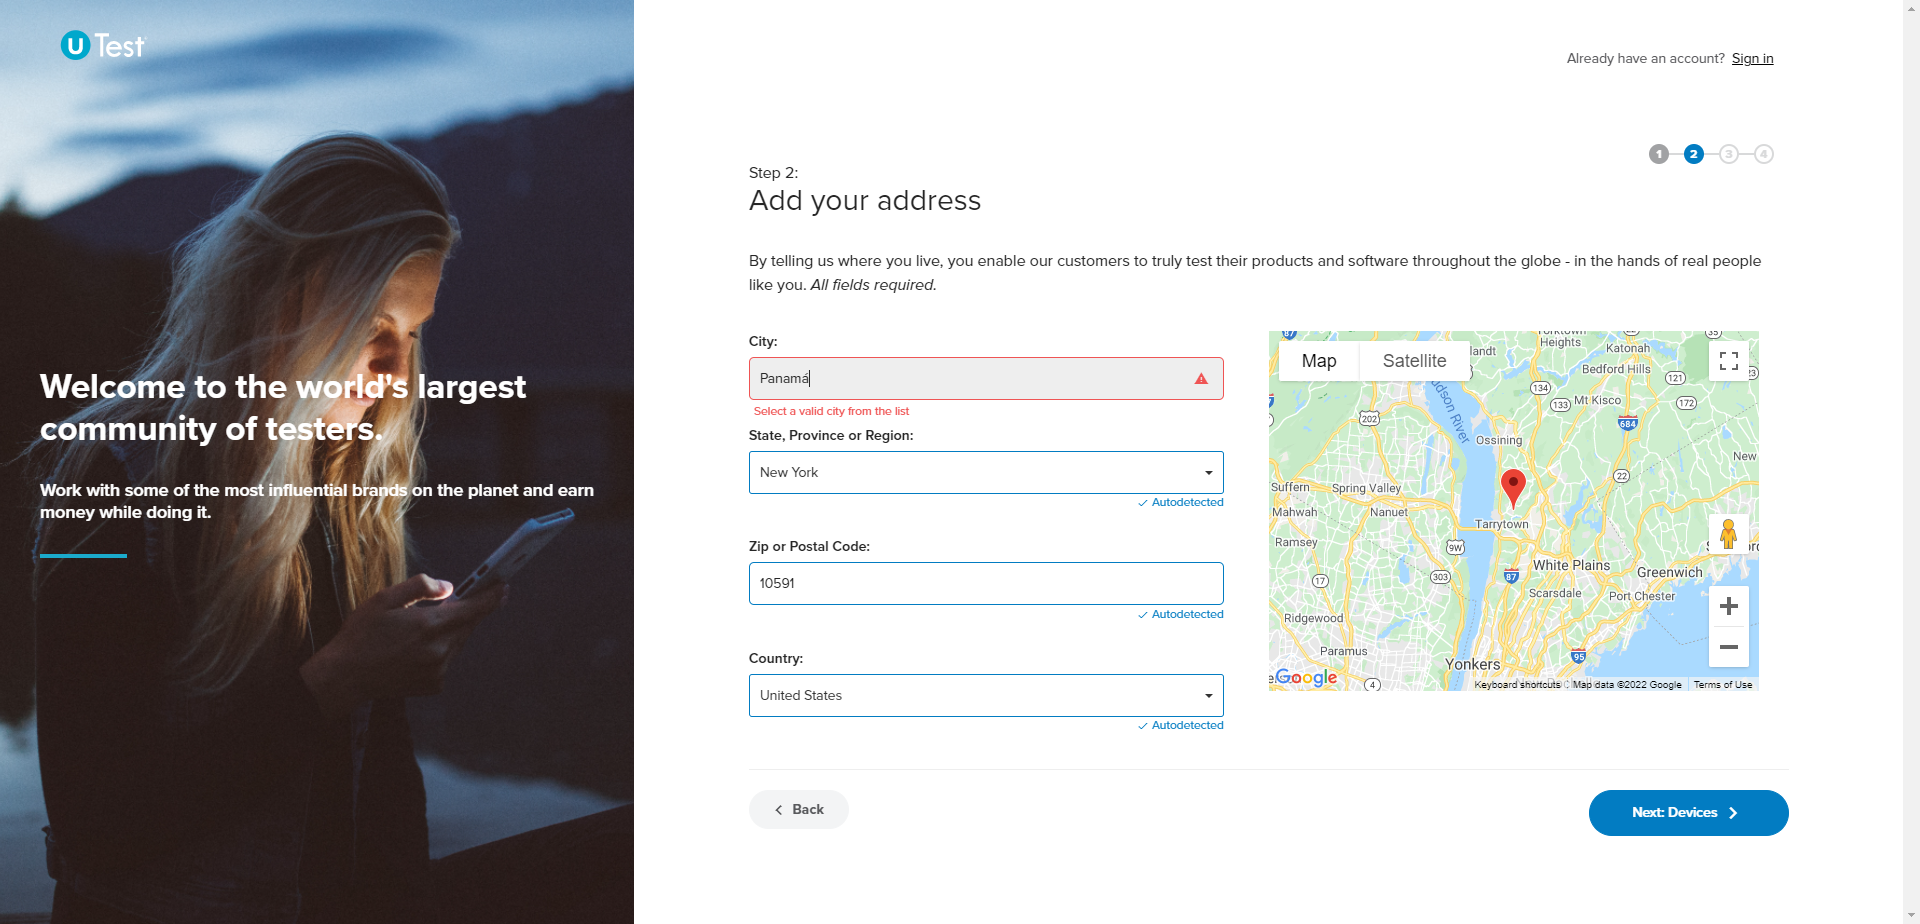 U Test
Already have an account? Sign in
1 2 3 4
Step 2:
Add your address
By telling us where you live, you enable our customers to truly test their products and software throughout the globe - in the hands of real people
like you. All fields required.
Welcome to the world's largest
community of testers.
Work with some of the most influential brands on the planet and earn
money while doing it.
City:
Panamá
Select a valid city from the list
State, Province or Region:
New York
Autodetected
Zip or Postal Code:
10591
Autodetected
Country:
United States
Autodetected
Map Satellite
87
Heights
35
Katonah
Bedford Hills
121
134
133
Mt Kisco
172
202
684
Hudson River
Ossining
New
22
Suffern
Spring Valley
Mahwah
Nanuet
Tarrytown
Ramsey
9W
White Plains
Greenwich
17
303
87
Scarsdale
Port Chester
Ridgewood
Paramus
Yonkers
95
Google
4
Keyboard shortcuts
Map data ©2022 Google
Terms of Use
Back
Next: Devices